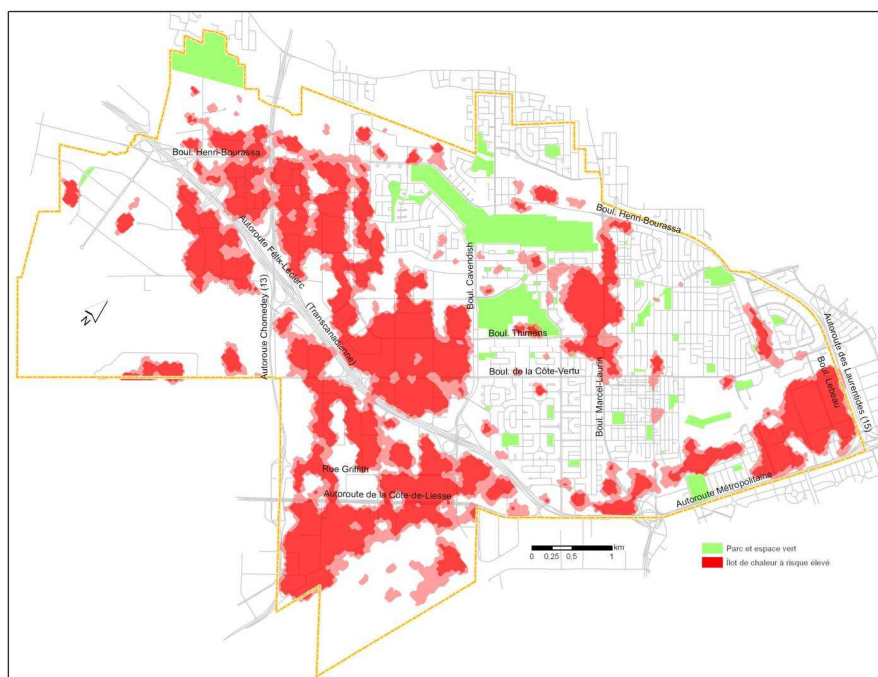 Boul. Henri-Bourassa
Boul. Henri-Bourassa
Autoroute Félix-Leclerc
(Transcanadienne)
Autoroute Chomedey (13)
Boul. Cavendish
N
Boul. Thimens
Boul. de la Côte-Vertu
Boul. Marcel-Laurin
Autoroute des Laurentides (15)
Boul. Lebeau
Rue Griffith
Autoroute de la Côte-de-Liesse
Autoroute Métropolitaine
km
0 0,25 0,5 1
Parc et espace vert
Îlot de chaleur à risque élevé